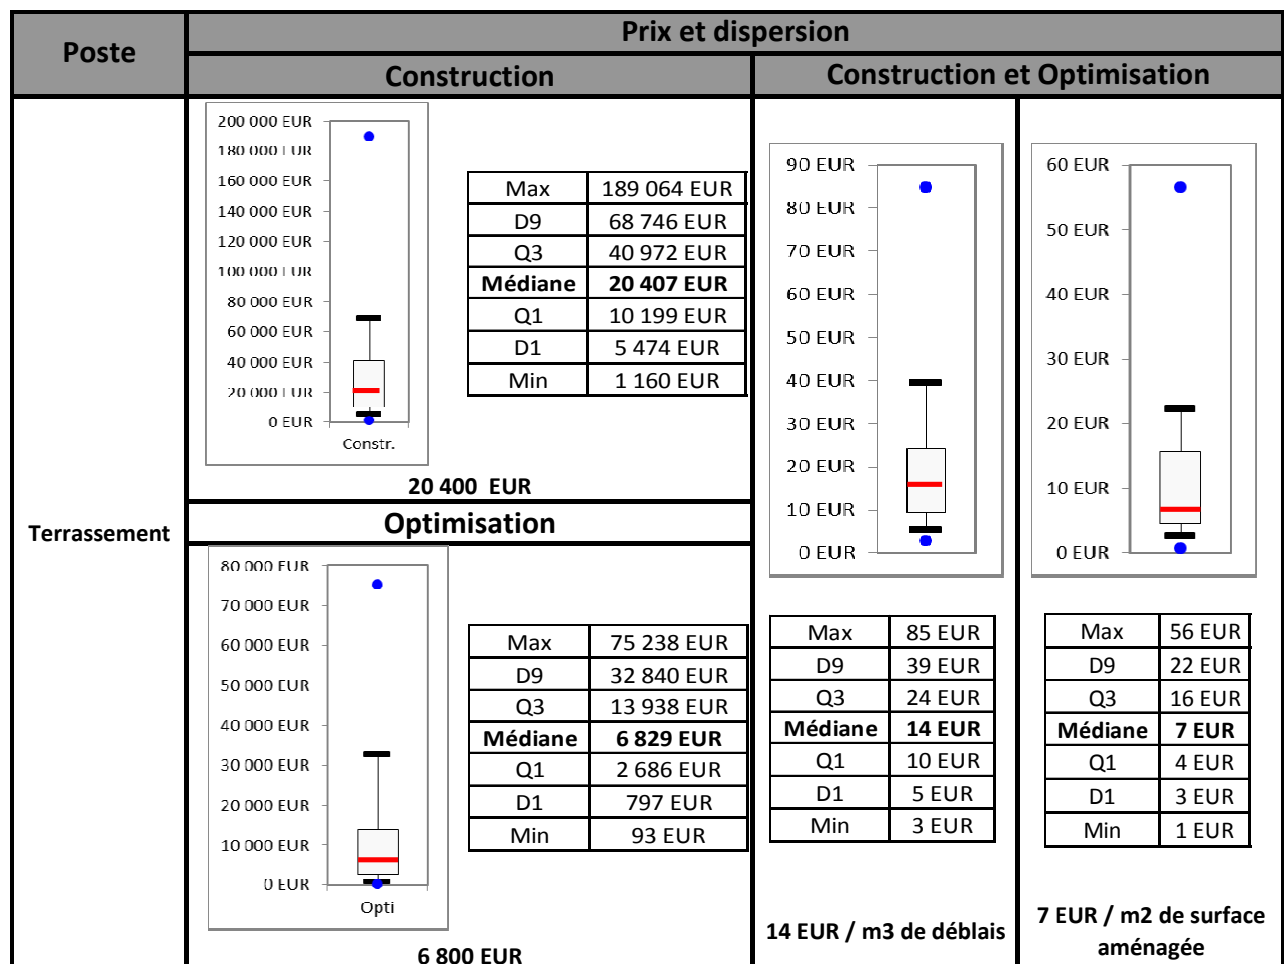 Poste
Prix et dispersion
Construction
Construction et Optimisation
Terrassement
200 000 EUR
180 000 EUR
160 000 EUR
140 000 EUR
120 000 EUR
100 000 EUR
80 000 EUR
60 000 EUR
40 000 EUR
20 000 EUR
0 EUR
Constr.
Max 189 064 EUR
D9 68 746 EUR
Q3 40 972 EUR
Médiane 20 407 EUR
Q1 10 199 EUR
D1 5 474 EUR
Min 1 160 EUR
20 400 EUR
Optimisation
80 000 EUR
70 000 EUR
60 000 EUR
50 000 EUR
40 000 EUR
30 000 EUR
20 000 EUR
10 000 EUR
0 EUR
Opti
Max 75 238 EUR
D9 32 840 EUR
Q3 13 938 EUR
Médiane 6 829 EUR
Q1 2 686 EUR
D1 797 EUR
Min 93 EUR
6 800 EUR
90 EUR
80 EUR
70 EUR
60 EUR
50 EUR
40 EUR
30 EUR
20 EUR
10 EUR
0 EUR
Max 85 EUR
D9 39 EUR
Q3 24 EUR
Médiane 14 EUR
Q1 10 EUR
D1 5 EUR
Min 3 EUR
14 EUR / m3 de déblais
60 EUR
50 EUR
40 EUR
30 EUR
20 EUR
10 EUR
0 EUR
Max 56 EUR
D9 22 EUR
Q3 16 EUR
Médiane 7 EUR
Q1 4 EUR
D1 3 EUR
Min 1 EUR
7 EUR / m2 de surface
aménagée